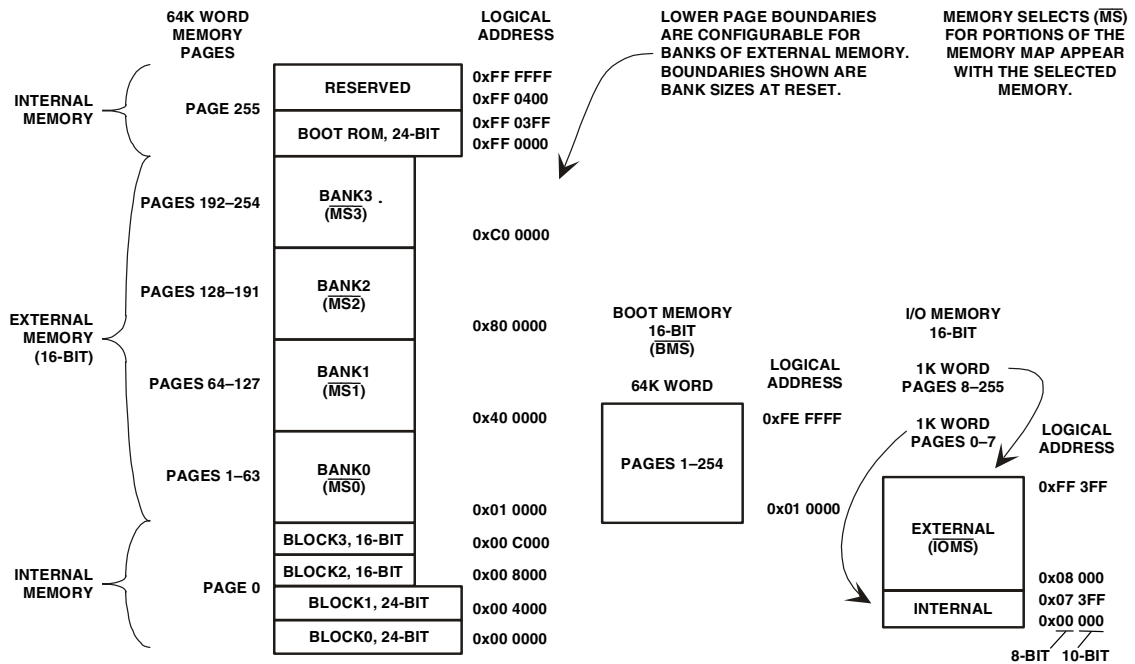 64K WORD
MEMORY
PAGES
LOGICAL
ADDRESS
LOWER PAGE BOUNDARIES
ARE CONFIGURABLE FOR
BANKS OF EXTERNAL MEMORY.
BOUNDARIES SHOWN ARE
BANK SIZES AT RESET.
MEMORY SELECTS (MS)
FOR PORTIONS OF THE
MEMORY MAP APPEAR
WITH THE SELECTED
MEMORY.
INTERNAL
MEMORY
PAGE 255
RESERVED
0xFF FFFF
0xFF 0400
BOOT ROM, 24-BIT
0xFF 03FF
0xFF 0000
EXTERNAL
MEMORY
(16-BIT)
PAGES 192–254
BANK3 .
(MS3)
0xC0 0000
PAGES 128–191
BANK2
(MS2)
0x80 0000
PAGES 64–127
BANK1
(MS1)
0x40 0000
PAGES 1–63
BANK0
(MS0)
0x01 0000
INTERNAL
MEMORY
PAGE 0
BLOCK3, 16-BIT
0x00 C000
BLOCK2, 16-BIT
0x00 8000
BLOCK1, 24-BIT
0x00 4000
BLOCK0, 24-BIT
0x00 0000
BOOT MEMORY
16-BIT
(BMS)
64K WORD
LOGICAL
ADDRESS
0xFE FFFF
PAGES 1–254
0x01 0000
I/O MEMORY
16-BIT
1K WORD
PAGES 8–255
1K WORD
PAGES 0–7
LOGICAL
ADDRESS
0xFF 3FF
EXTERNAL
(IOMS)
0x08 000
0x07 3FF
INTERNAL
0x00 000
8-BIT 10-BIT